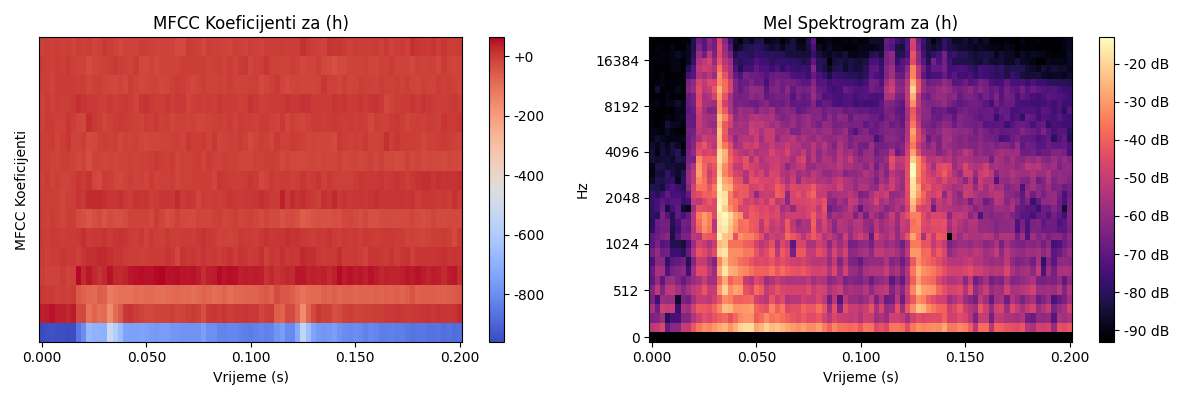 MFCC Koeficijenti za (h)
MFCC Koeficijenti
+0
-200
-400
-600
-800
0.000 0.050 0.100 0.150 0.200
Vrijeme (s)
Mel Spektrogram za (h)
Hz
16384
8192
4096
2048
1024
512
0
-20 dB
-30 dB
-40 dB
-50 dB
-60 dB
-70 dB
-80 dB
-90 dB
0.000 0.050 0.100 0.150 0.200
Vrijeme (s)